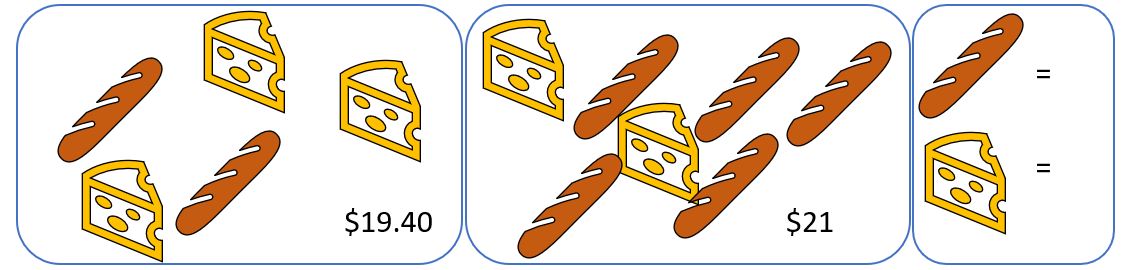 $19.40
$21
=
=